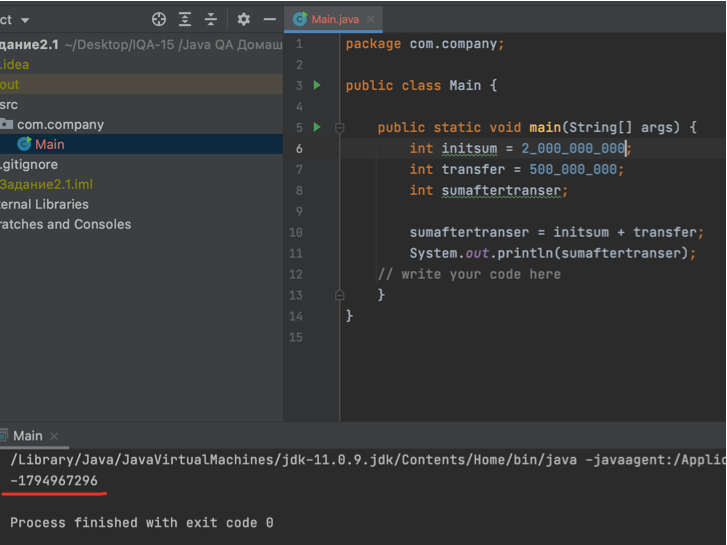 ct
Main.java
дание2.1 ~/Desktop/IQA-15 /Java QA Домаш
.idea
out
src
com.company
Main
.gitignore
Задание2.1.iml
ternal Libraries
ratches and Consoles
1 package com.company;
2
3 public class Main {
4
5 public static void main(String[] args) {
6 int initsum = 2_000_000_000;
7 int transfer = 500_000_000;
8 int sumaftertranser;
9
10 sumaftertranser = initsum + transfer;
11 System.out.println(sumaftertranser);
12 // write your code here
13 }
14 }
15
Main
/Library/Java/JavaVirtualMachines/jdk-11.0.9.jdk/Contents/Home/bin/java -javaagent:/Applic
-1794967296
Process finished with exit code 0